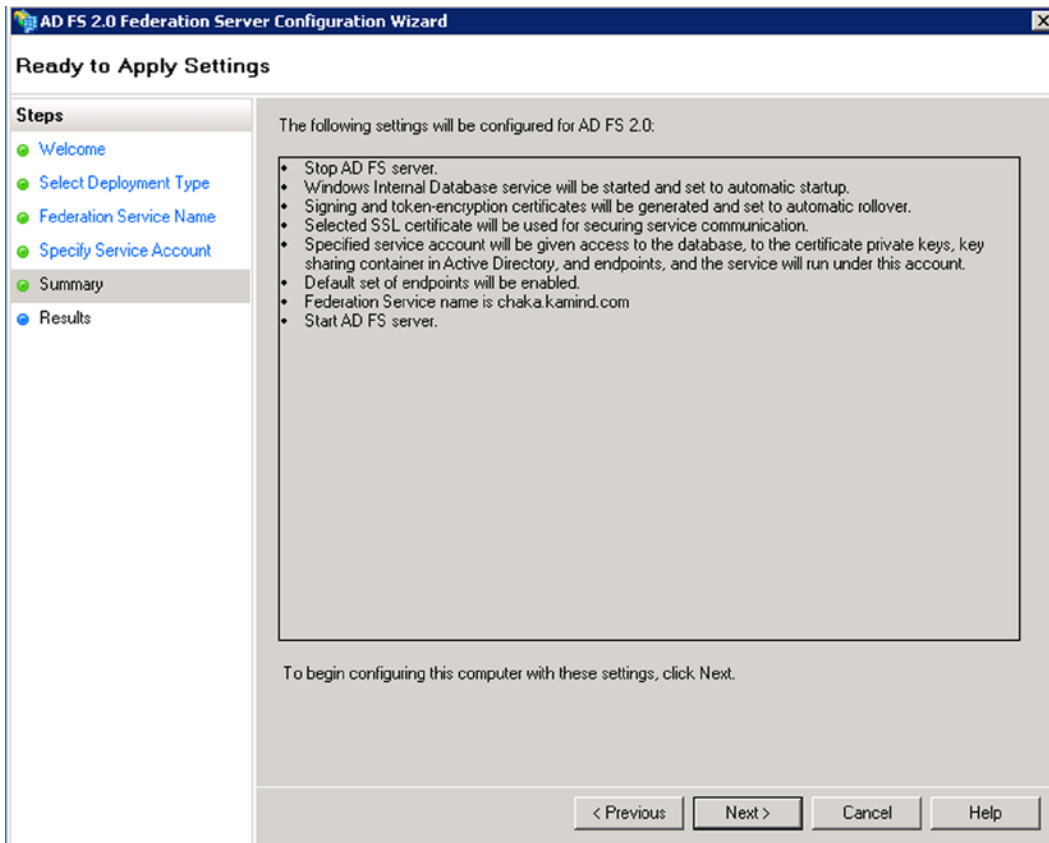 AD FS 2.0 Federation Server Configuration Wizard
Ready to Apply Settings
Steps
Welcome
Select Deployment Type
Federation Service Name
Specify Service Account
Summary
Results
The following settings will be configured for AD FS 2.0:
• Stop AD FS server.
• Windows Internal Database service will be started and set to automatic startup.
• Signing and token-encryption certificates will be generated and set to automatic rollover.
• Selected SSL certificate will be used for securing service communication.
• Specified service account will be given access to the database, to the certificate private keys, key
sharing container in Active Directory, and endpoints, and the service will run under this account.
• Default set of endpoints will be enabled.
• Federation Service name is chaka.kamind.com
• Start AD FS server.
To begin configuring this computer with these settings, click Next.
< Previous
Next >
Cancel
Help